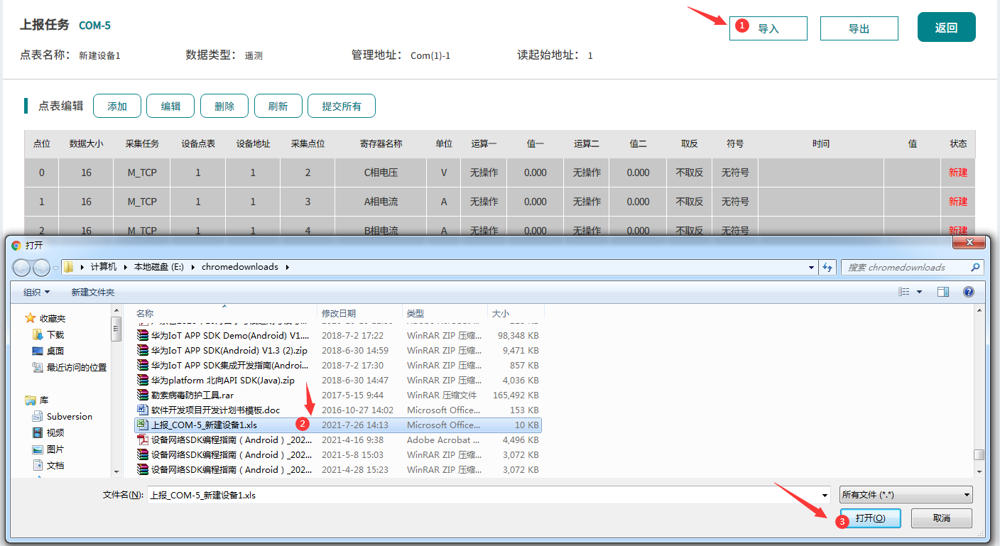 上报任务 COM-5
1 导入 导出 返回
点表名称： 新建设备1 数据类型： 遥测 管理地址： Com(1)-1 读起始地址： 1
点表编辑 添加 编辑 删除 刷新 提交所有
点位 数据大小 采集任务 设备点表 设备地址 采集点位 寄存器名称 单位 运算一 值一 运算二 值二 取反 符号 时间 值 状态
0 16 M_TCP 1 1 2 C相电压 V 无操作 0.000 无操作 0.000 不取反 无符号 新建
1 16 M_TCP 1 1 3 A相电流 A 无操作 0.000 无操作 0.000 不取反 无符号 新建
2 16 M_TCP 1 1 4 B相电流 A 无操作 0.000 无操作 0.000 不取反 无符号 新建
打开
计算机 本地磁盘 (E:) chromedownloads 搜索 chromedownloads
组织 新建文件夹
收藏夹
下载
桌面
最近访问的位置
库
Subversion
视频
图片
文档
名称 修改日期 类型 大小
华为IoT APP SDK Demo(Android) V1.... 2018-7-2 17:22 WinRAR ZIP 压缩... 98,348 KB
华为IoT APP SDK(Android) V1.3 (2).zip 2018-6-30 14:59 WinRAR ZIP 压缩... 9,471 KB
华为IoT APP SDK集成开发指南(Androi... 2018-7-2 17:30 WinRAR ZIP 压缩... 857 KB
华为platform 北向API SDK(Java).zip 2018-6-30 14:47 WinRAR ZIP 压缩... 4,036 KB
勒索病毒防护工具.rar 2017-5-15 9:44 WinRAR 压缩文件 165,492 KB
软件开发项目开发计划书模板.doc 2016-10-27 14:02 Microsoft Office... 153 KB
上报_COM-5_新建设备1.xls 2 2021-7-26 14:13 Microsoft Office... 10 KB
设备网络SDK编程指南（Android）_202... 2021-4-16 9:38 Adobe Acrobat ... 4,496 KB
设备网络SDK编程指南（Android）_202... 2021-5-8 15:03 WinRAR ZIP 压缩... 3,072 KB
设备网络SDK编程指南（Android）_202... 2021-4-28 15:23 WinRAR ZIP 压缩... 3,072 KB
文件名(N): 上报_COM-5_新建设备1.xls 所有文件 (*.*)
3 打开(O) 取消